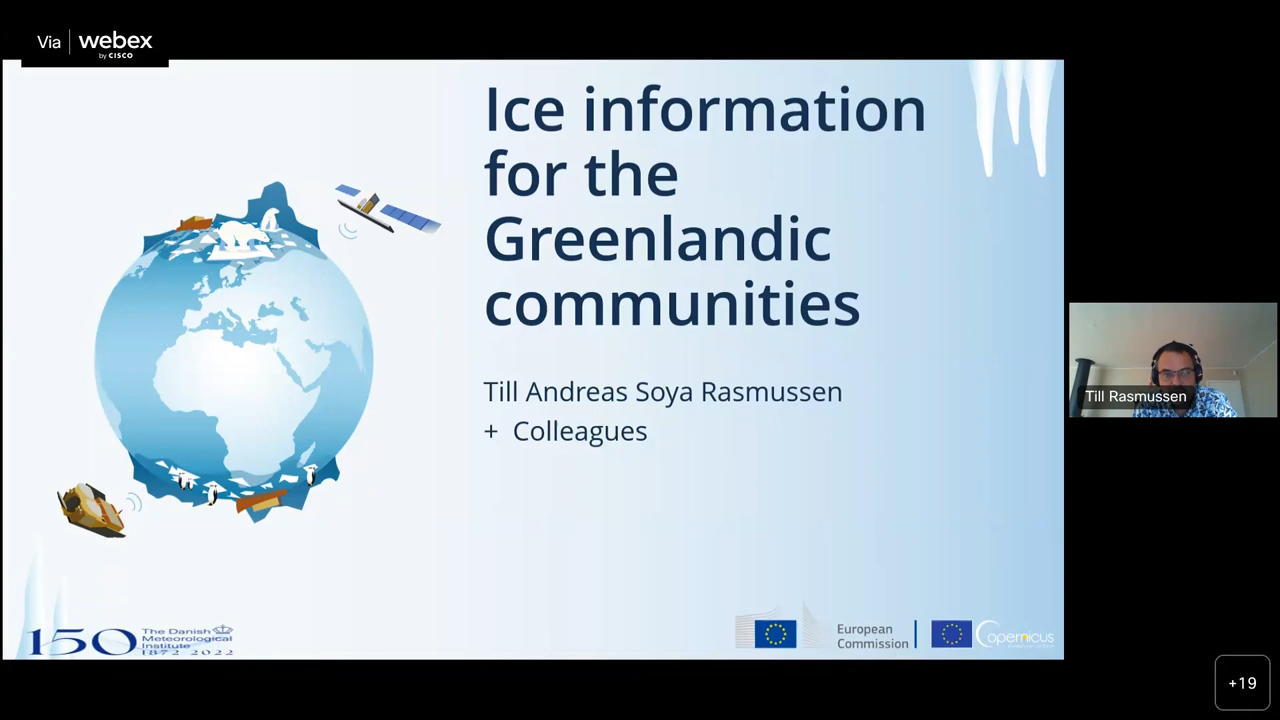 Via webex
by CISCO
Ice information
for the
Greenlandic
communities
Till Andreas Soya Rasmussen
+ Colleagues
Till Rasmussen
150 The Danish
Meteorological
Institute
1872-2022
European
Commission
opernicus
+19